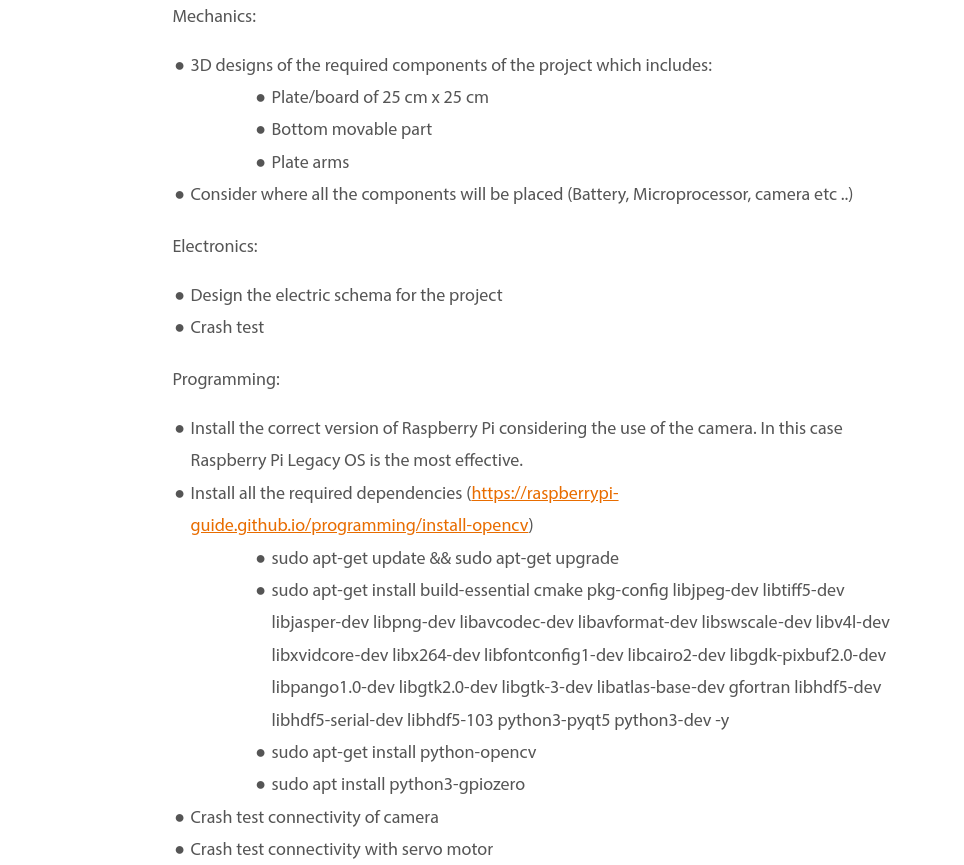 Mechanics:
● 3D designs of the required components of the project which includes:
● Plate/board of 25 cm x 25 cm
● Bottom movable part
● Plate arms
● Consider where all the components will be placed (Battery, Microprocessor, camera etc ..)
Electronics:
● Design the electric schema for the project
● Crash test
Programming:
● Install the correct version of Raspberry Pi considering the use of the camera. In this case
Raspberry Pi Legacy OS is the most effective.
● Install all the required dependencies (https://raspberrypi-
guide.github.io/programming/install-opencv)
● sudo apt-get update && sudo apt-get upgrade
● sudo apt-get install build-essential cmake pkg-config libjpeg-dev libtiff5-dev
libjasper-dev libpng-dev libavcodec-dev libavformat-dev libswscale-dev libv4l-dev
libxvidcore-dev libx264-dev libfontconfig1-dev libcairo2-dev libgdk-pixbuf2.0-dev
libpango1.0-dev libgtk2.0-dev libgtk-3-dev libatlas-base-dev gfortran libhdf5-dev
libhdf5-serial-dev libhdf5-103 python3-pyqt5 python3-dev -y
● sudo apt-get install python-opencv
● sudo apt install python3-gpiozero
● Crash test connectivity of camera
● Crash test connectivity with servo motor